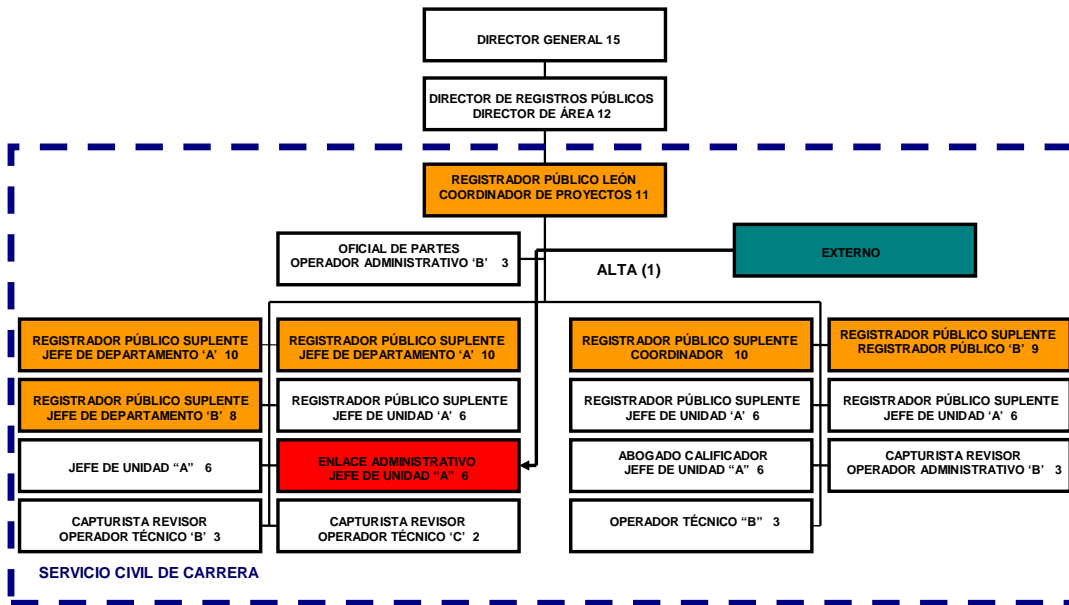 DIRECTOR GENERAL 15
DIRECTOR DE REGISTROS PÚBLICOS
DIRECTOR DE ÁREA 12
REGISTRADOR PÚBLICO LEÓN
COORDINADOR DE PROYECTOS 11
OFICIAL DE PARTES
OPERADOR ADMINISTRATIVO ‘B’ 3
EXTERNO
ALTA (1)
REGISTRADOR PÚBLICO SUPLENTE
JEFE DE DEPARTAMENTO ‘A’ 10
REGISTRADOR PÚBLICO SUPLENTE
JEFE DE DEPARTAMENTO ‘A’ 10
REGISTRADOR PÚBLICO SUPLENTE
COORDINADOR 10
REGISTRADOR PÚBLICO SUPLENTE
REGISTRADOR PÚBLICO ‘B’ 9
REGISTRADOR PÚBLICO SUPLENTE
JEFE DE DEPARTAMENTO ‘B’ 8
REGISTRADOR PÚBLICO SUPLENTE
JEFE DE UNIDAD ‘A’ 6
REGISTRADOR PÚBLICO SUPLENTE
JEFE DE UNIDAD ‘A’ 6
REGISTRADOR PÚBLICO SUPLENTE
JEFE DE UNIDAD ‘A’ 6
JEFE DE UNIDAD “A” 6
ENLACE ADMINISTRATIVO
JEFE DE UNIDAD “A” 6
ABOGADO CALIFICADOR
JEFE DE UNIDAD “A” 6
CAPTURISTA REVISOR
OPERADOR ADMINISTRATIVO ‘B’ 3
CAPTURISTA REVISOR
OPERADOR TÉCNICO ‘B’ 3
CAPTURISTA REVISOR
OPERADOR TÉCNICO ‘C’ 2
OPERADOR TÉCNICO “B” 3
SERVICIO CIVIL DE CARRERA